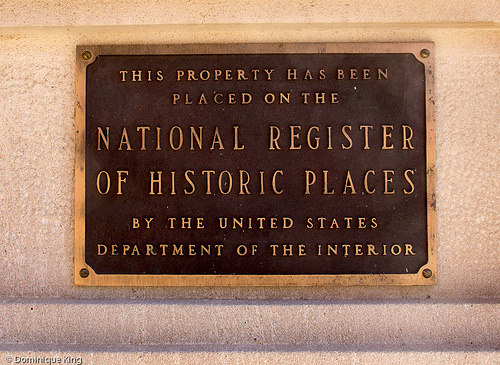 THIS PROPERTY HAS BEEN
PLACED ON THE
NATIONAL REGISTER
OF HISTORIC PLACES
BY THE UNITED STATES
DEPARTMENT OF THE INTERIOR
© Dominique King